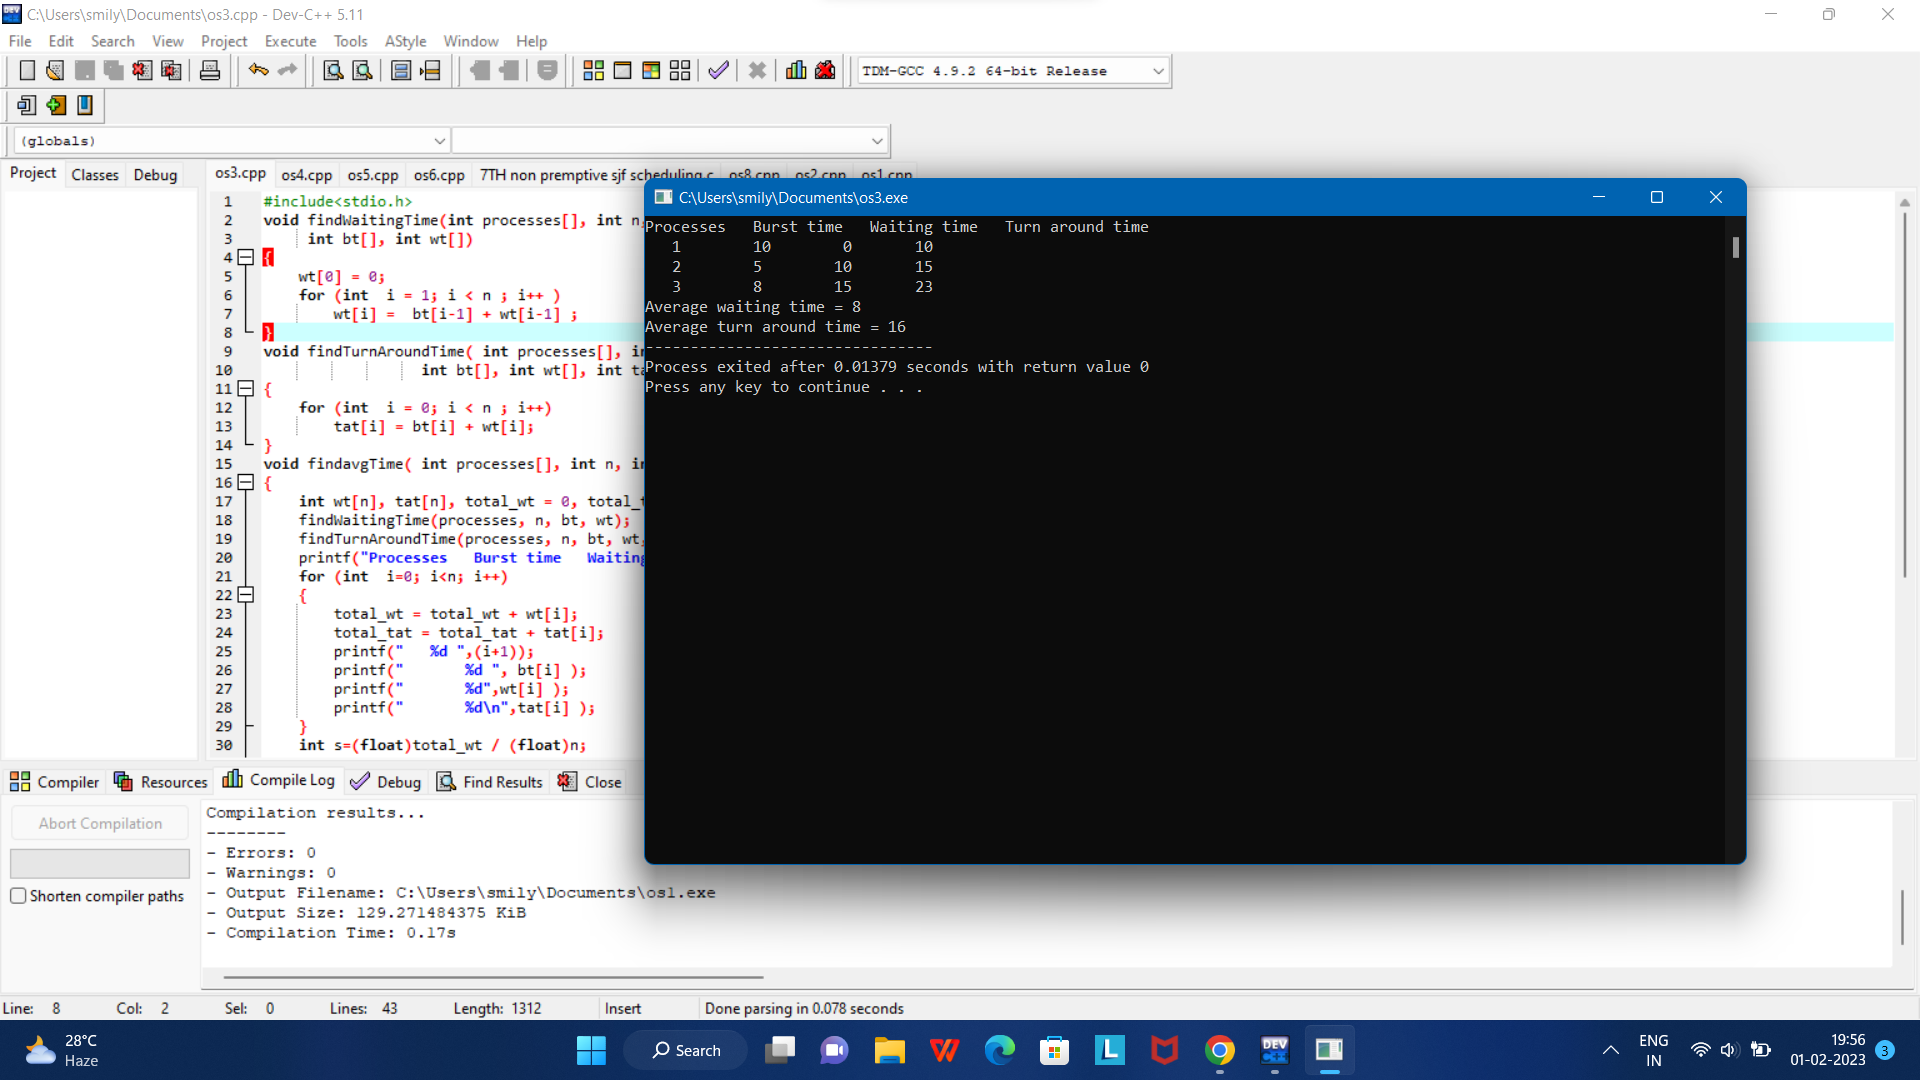 C:\Users\smily\Documents\os3.cpp - Dev-C++ 5.11
File Edit Search View Project Execute Tools AStyle Window Help
TDM-GCC 4.9.2 64-bit Release
(globals)
Project Classes Debug
os3.cpp os4.cpp os5.cpp os6.cpp 7TH non premptive sjf scheduling.c os8.cpp os2.cpp os1.cpp
1 #include<stdio.h>
2 void findWaitingTime(int processes[], int n,
3 int bt[], int wt[])
4 {
5 wt[0] = 0;
6 for (int i = 1; i < n ; i++ )
7 wt[i] = bt[i-1] + wt[i-1] ;
8 }
9 void findTurnAroundTime( int processes[],
10 int bt[], int wt[], int
11 {
12 for (int i = 0; i < n ; i++)
13 tat[i] = bt[i] + wt[i];
14 }
15 void findavgTime( int processes[], int n,
16 {
17 int wt[n], tat[n], total_wt = 0,
18 findWaitingTime(processes, n, bt, wt);
19 findTurnAroundTime(processes, n, bt, wt,
20 printf("Processes Burst time Waiting
21 for (int i=0; i<n; i++)
22 {
23 total_wt = total_wt + wt[i];
24 total_tat = total_tat + tat[i];
25 printf(" %d ",(i+1));
26 printf(" %d ", bt[i] );
27 printf(" %d",wt[i] );
28 printf(" %d\n",tat[i] );
29 }
30 int s=(float)total_wt / (float)n;
C:\Users\smily\Documents\os3.exe
Processes Burst time Waiting time Turn around time
1 10 0 10
2 5 10 15
3 8 15 23
Average waiting time = 8
Average turn around time = 16
--------------------------------
Process exited after 0.01379 seconds with return value 0
Press any key to continue . . .
Compiler Resources Compile Log Debug Find Results Close
Abort Compilation
Shorten compiler paths
Compilation results...
--------
- Errors: 0
- Warnings: 0
- Output Filename: C:\Users\smily\Documents\os1.exe
- Output Size: 129.271484375 KiB
- Compilation Time: 0.17s
Line: 8 Col: 2 Sel: 0 Lines: 43 Length: 1312 Insert Done parsing in 0.078 seconds
28°C
Haze
Search
DEV
C++
ENG
IN
19:56
01-02-2023
3